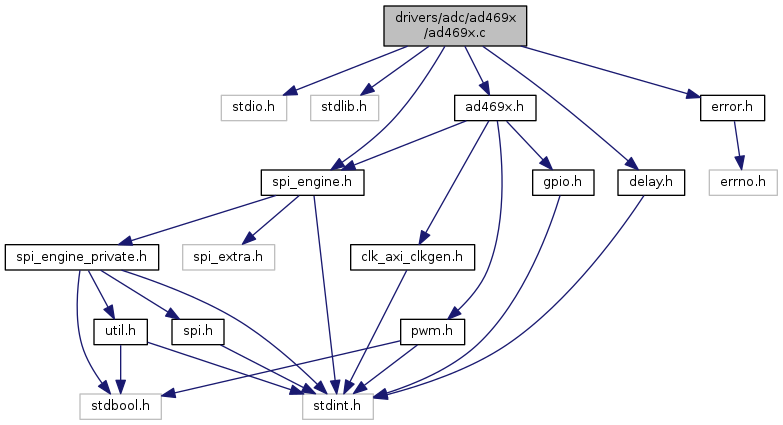 drivers/adc/ad469x
/ad469x.c
stdio.h
stdlib.h
ad469x.h
error.h
spi_engine.h
gpio.h
delay.h
errno.h
spi_engine_private.h
spi_extra.h
clk_axi_clkgen.h
util.h
spi.h
pwm.h
stdbool.h
stdint.h